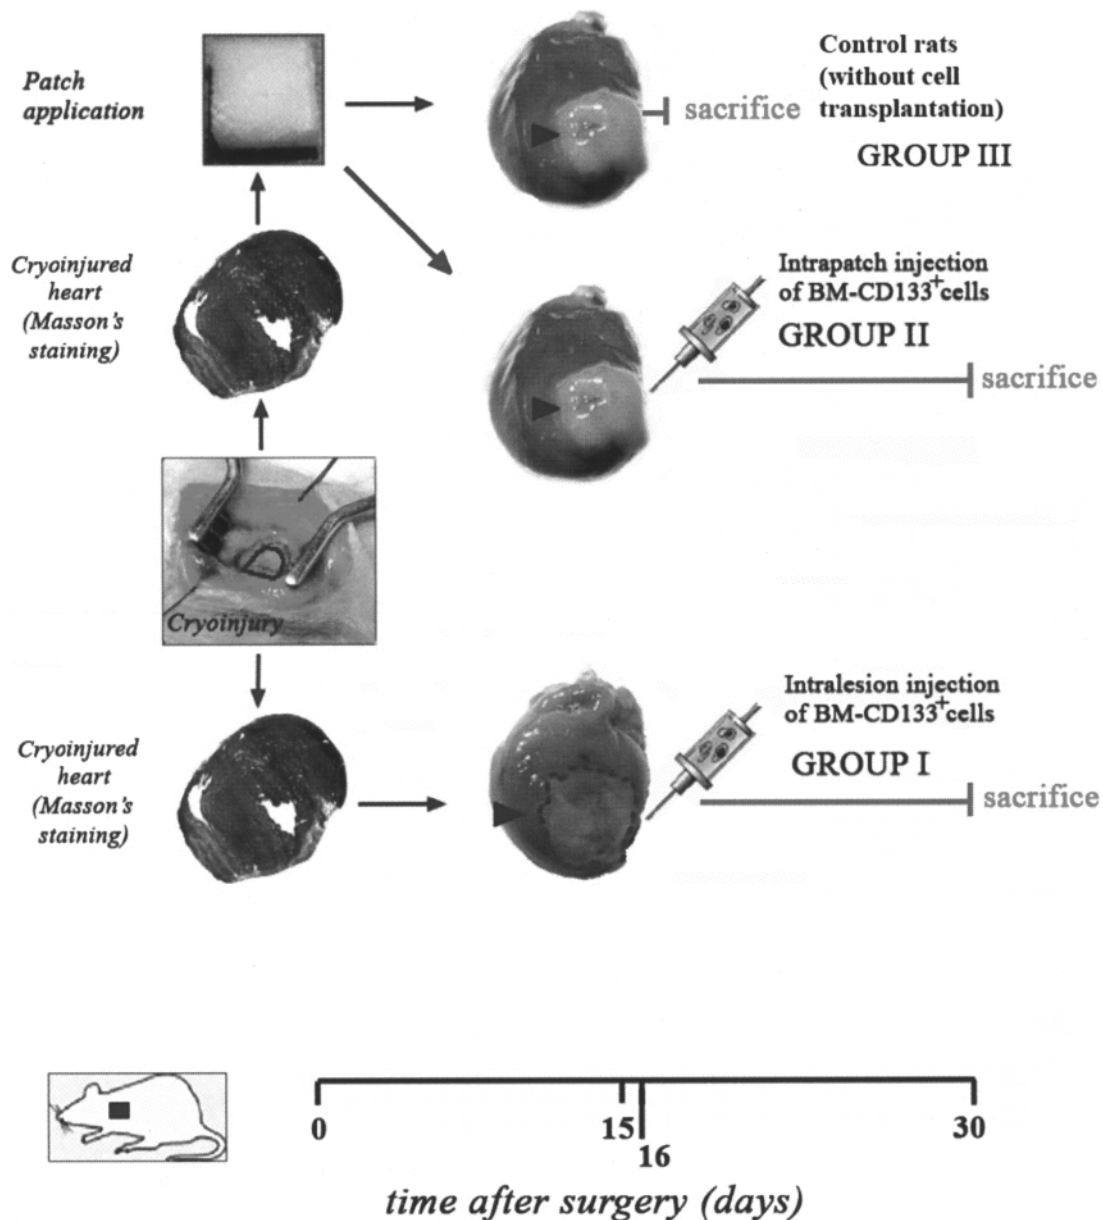 Patch
application
Control rats
(without cell
transplantation)
sacrifice
GROUP III
Cryoinjured
heart
(Masson's
staining)
Intrapatch injection
of BM-CD133+cells
GROUP II
sacrifice
Cryoinjury
Cryoinjured
heart
(Masson's
staining)
Intralesion injection
of BM-CD133+cells
GROUP I
sacrifice
0
15
16
30
time after surgery (days)